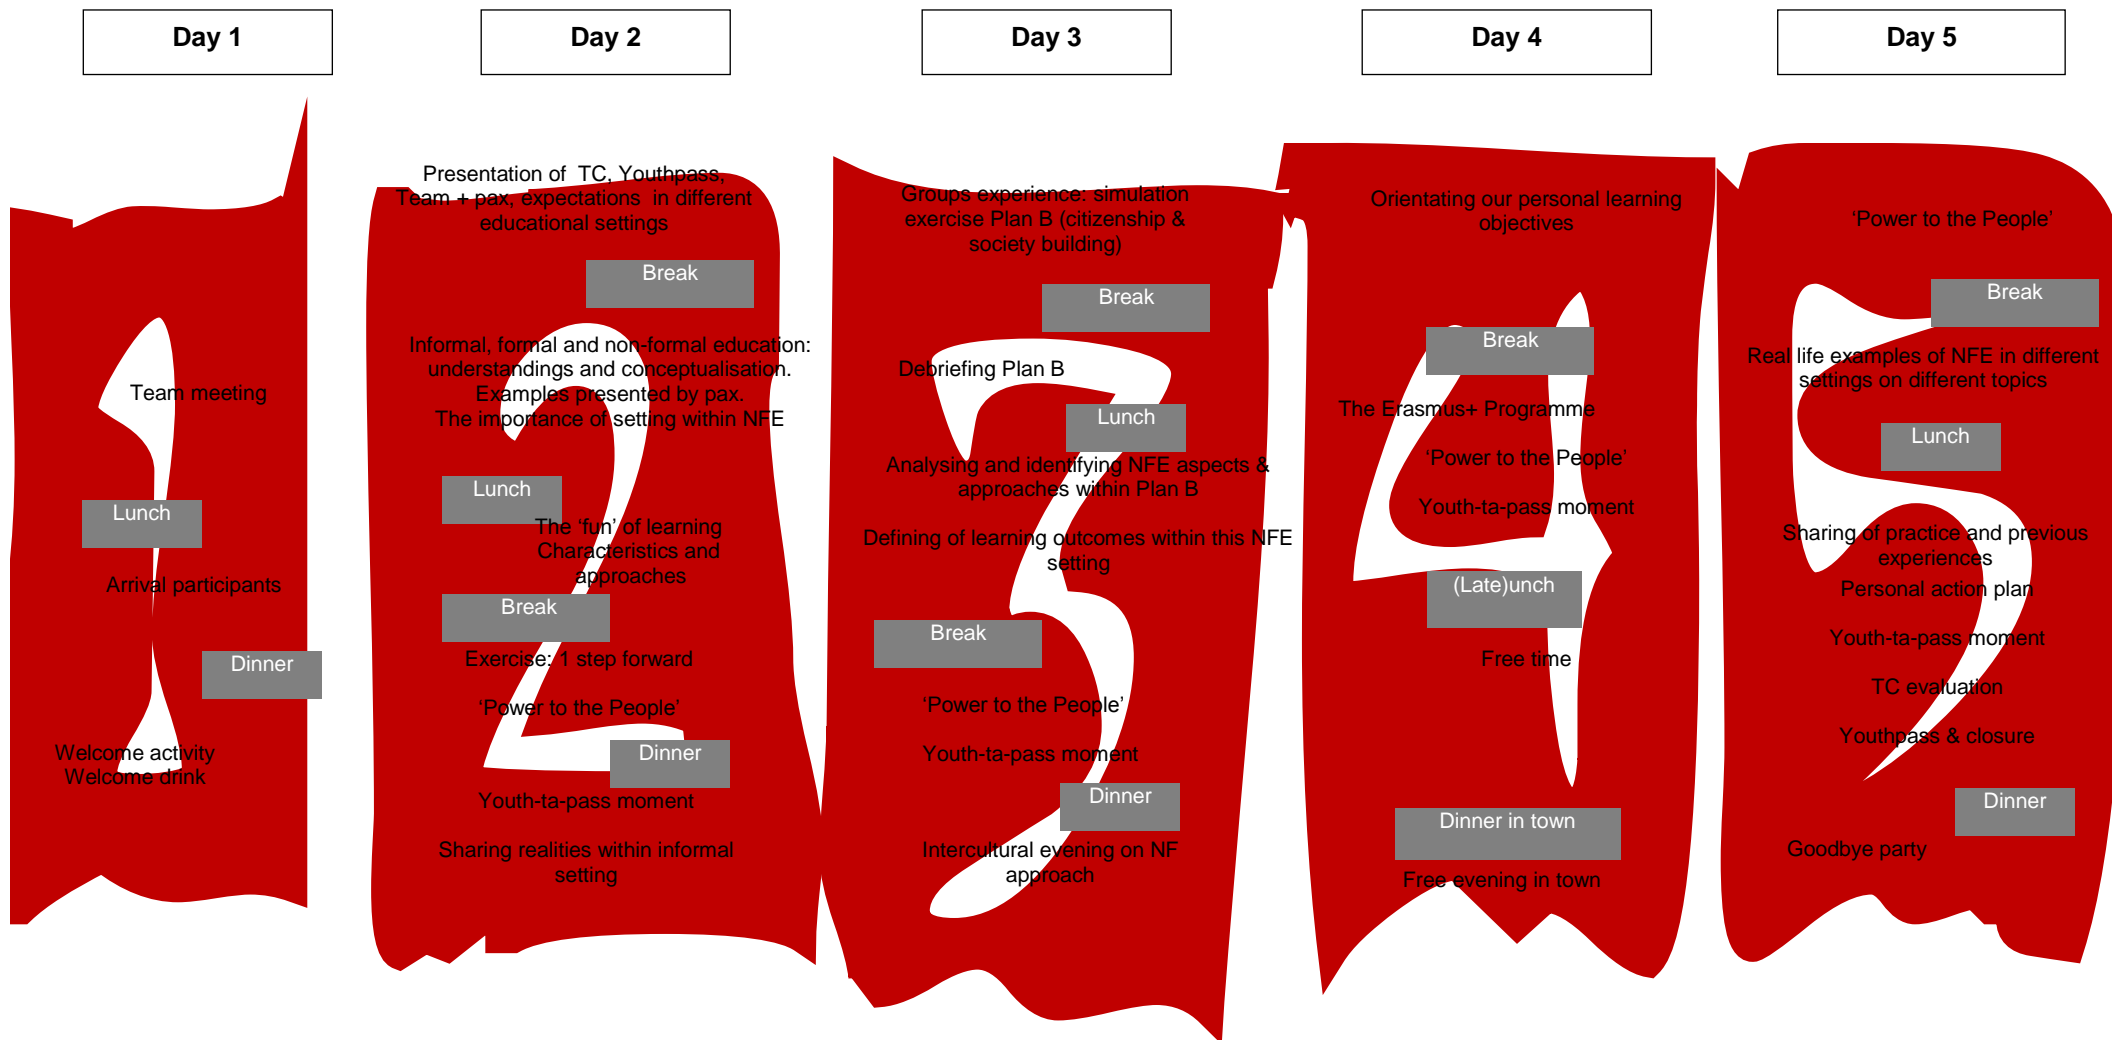 Day 1
Team meeting
Lunch
Arrival participants
Dinner
Welcome activity
Welcome drink
Day 2
Presentation of  TC, Youthpass,
Team + pax, expectations  in different
educational settings
Break
Informal, formal and non-formal education:
understandings and conceptualisation.
Examples presented by pax.
The importance of setting within NFE
Lunch
The ‘fun’ of learning
Characteristics and
approaches
Break
Exercise: 1 step forward
‘Power to the People’
Dinner
Youth-ta-pass moment
Sharing realities within informal
setting
Day 3
Groups experience: simulation
exercise Plan B (citizenship &
society building)
Break
Debriefing Plan B
Lunch
Analysing and identifying NFE aspects &
approaches within Plan B
Defining of learning outcomes within this NFE
setting
Break
‘Power to the People’
Youth-ta-pass moment
Dinner
Intercultural evening on NF
approach
Day 4
Orientating our personal learning
objectives
Break
The Erasmus+ Programme
‘Power to the People’
Youth-ta-pass moment
(Late)unch
Free time
Dinner in town
Free evening in town
Day 5
‘Power to the People’
Break
Real life examples of NFE in different
settings on different topics
Lunch
Sharing of practice and previous
experiences
Personal action plan
Youth-ta-pass moment
TC evaluation
Youthpass & closure
Dinner
Goodbye party